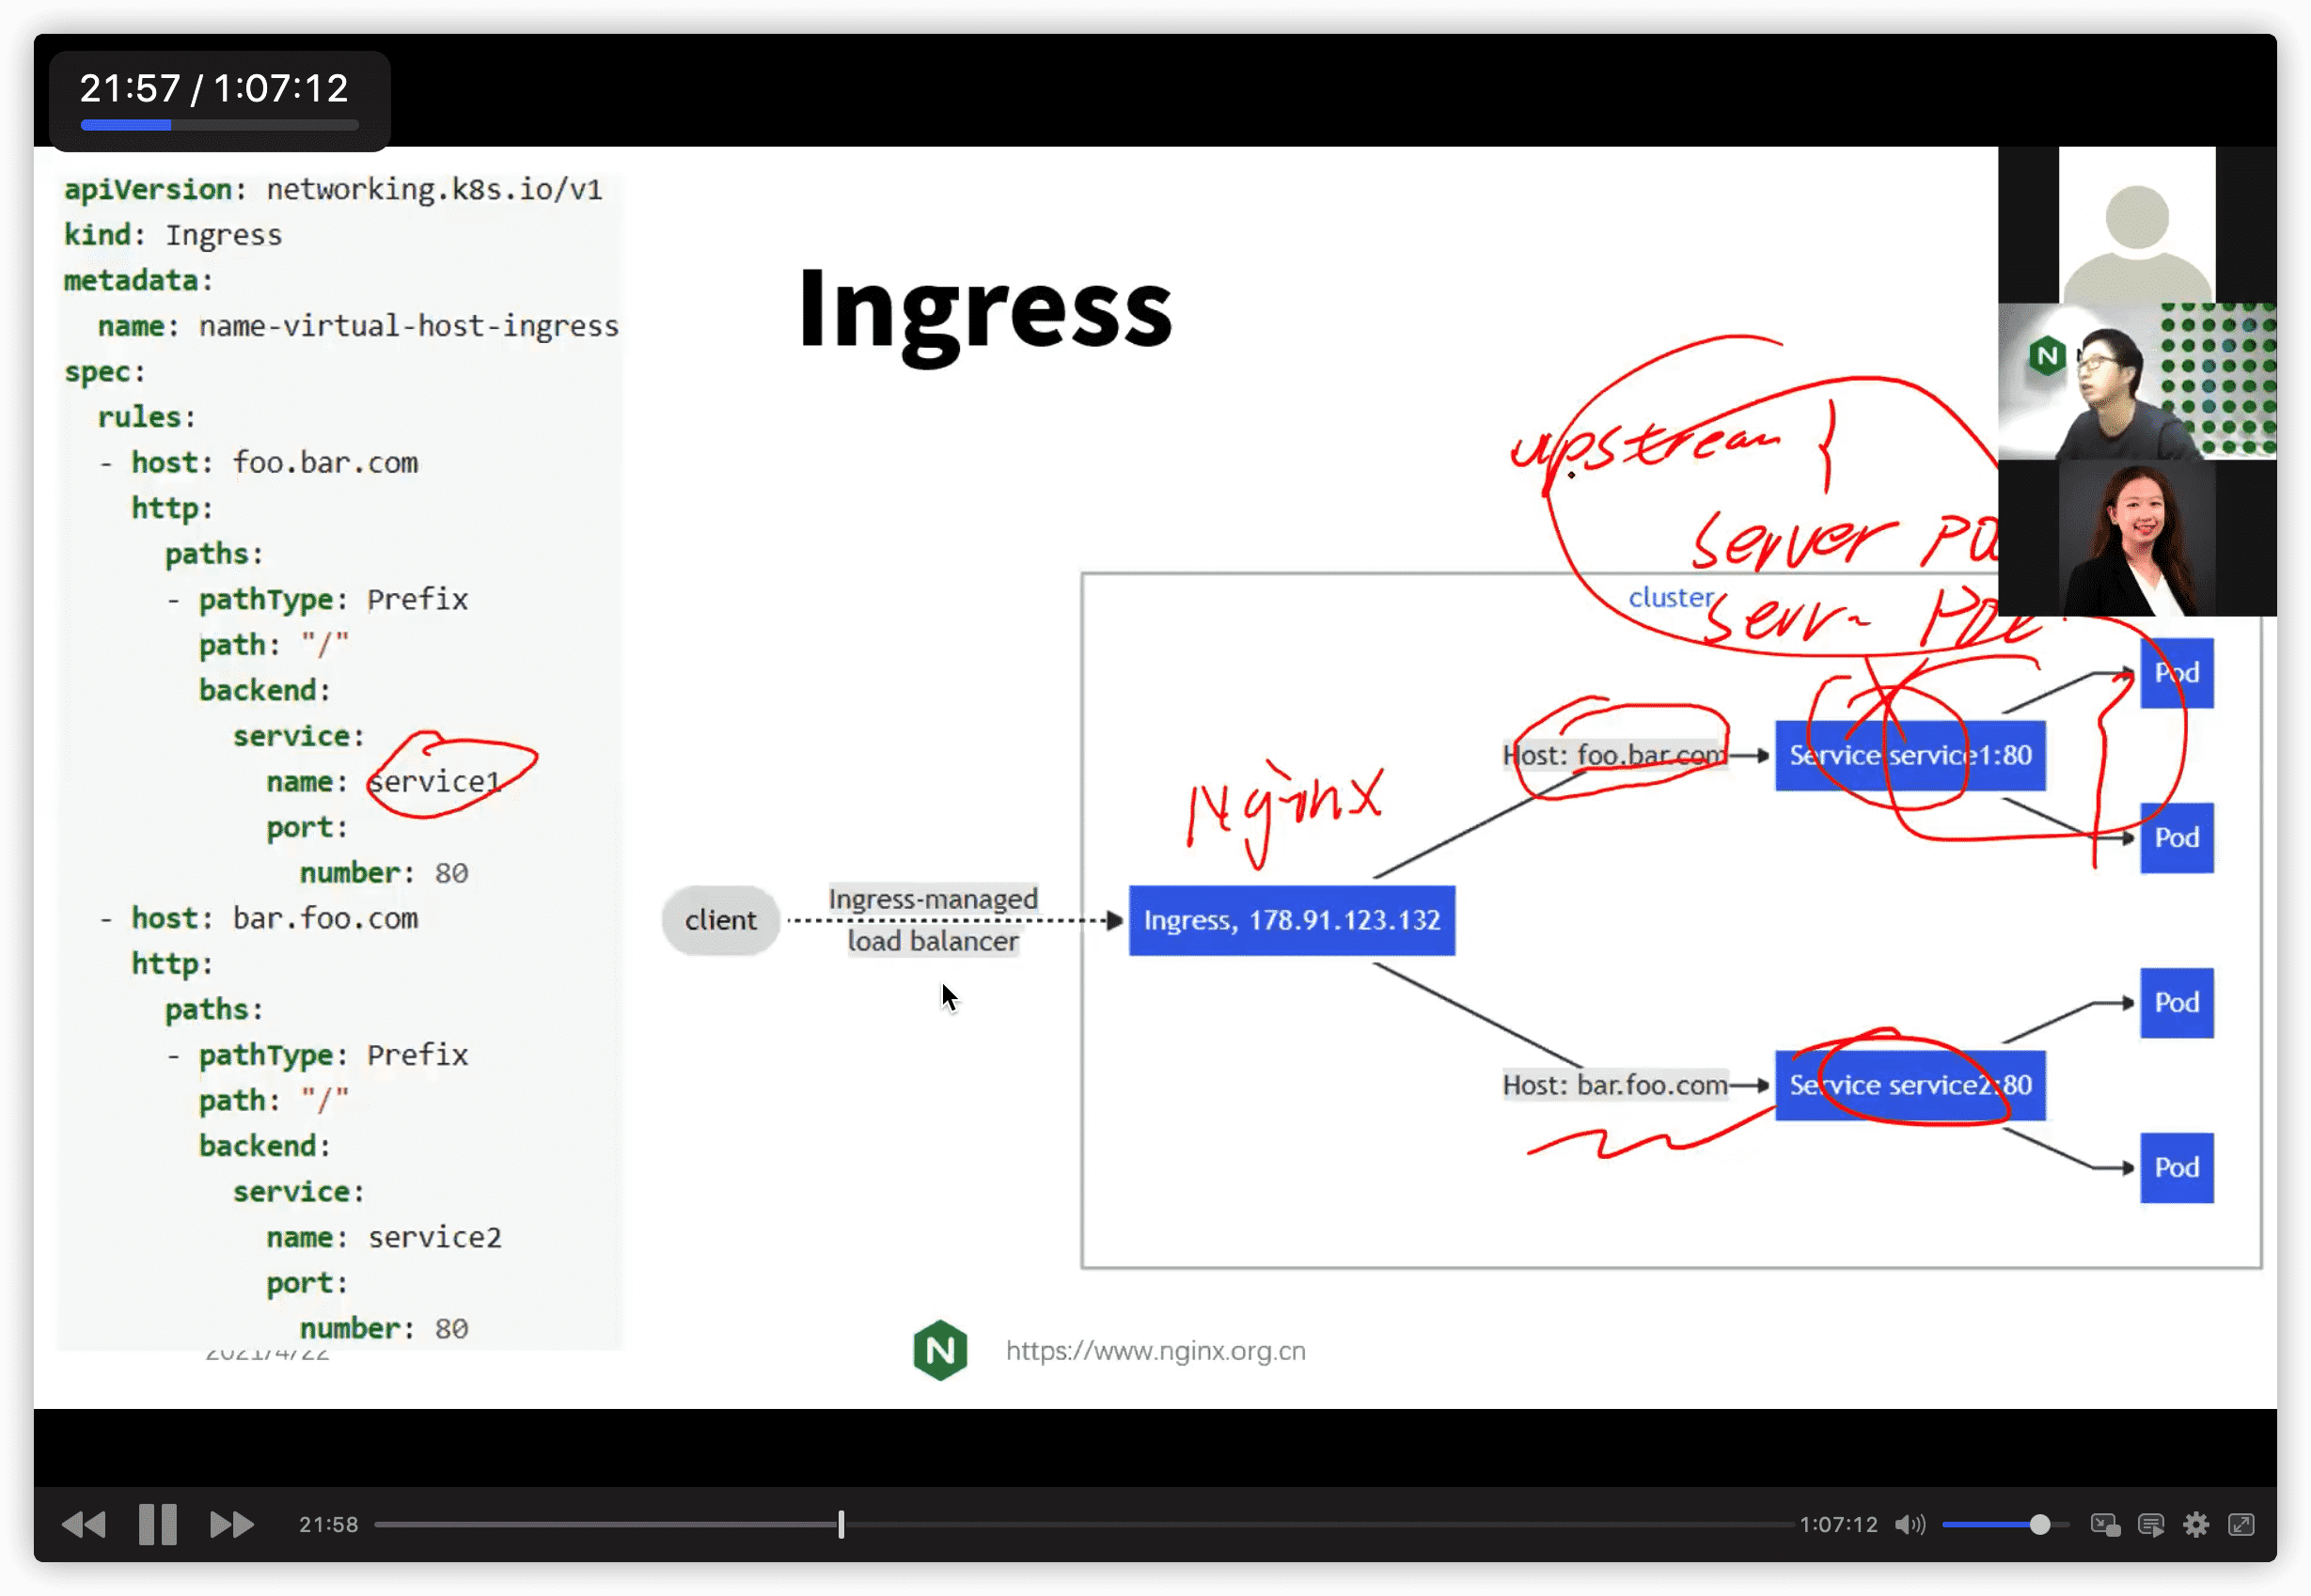 21:57 / 1:07:12
apiVersion: networking.k8s.io/v1
kind: Ingress
metadata:
  name: name-virtual-host-ingress
spec:
  rules:
  - host: foo.bar.com
    http:
      paths:
      - pathType: Prefix
        path: "/"
        backend:
          service:
            name: service1
            port:
              number: 80
  - host: bar.foo.com
    http:
      paths:
      - pathType: Prefix
        path: "/"
        backend:
          service:
            name: service2
            port:
              number: 80
2021/4/22
Ingress
upstream {
server
cluster
Nginx
client
Ingress-managed
load balancer
Ingress, 178.91.123.132
Host: foo.bar.com
Service service1:80
Pod
Pod
Host: bar.foo.com
Service service2:80
Pod
Pod
N
N
https://www.nginx.org.cn
21:58
1:07:12